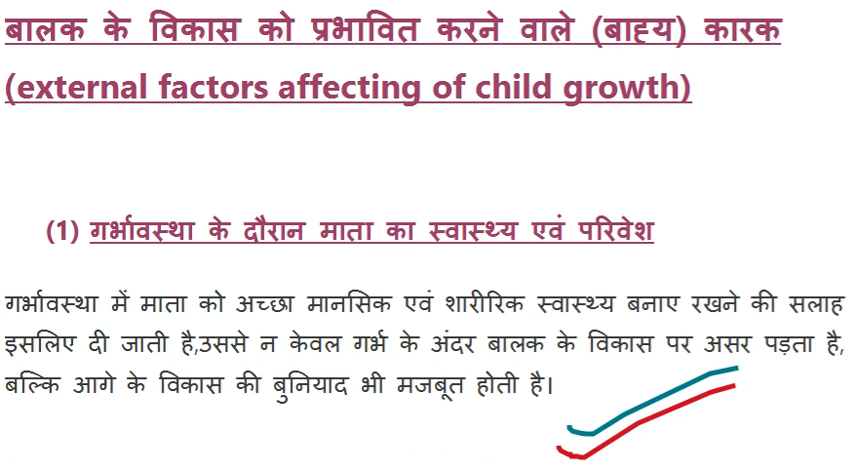 बालक के विकास को प्रभावित करने वाले (बाह्य) कारक
(external factors affecting of child growth)
(1) गर्भावस्था के दौरान माता का स्वास्थ्य एवं परिवेश
गर्भावस्था में माता को अच्छा मानसिक एवं शारीरिक स्वास्थ्य बनाए रखने की सलाह
इसलिए दी जाती है,उससे न केवल गर्भ के अंदर बालक के विकास पर असर पड़ता है,
बल्कि आगे के विकास की बुनियाद भी मजबूत होती है।